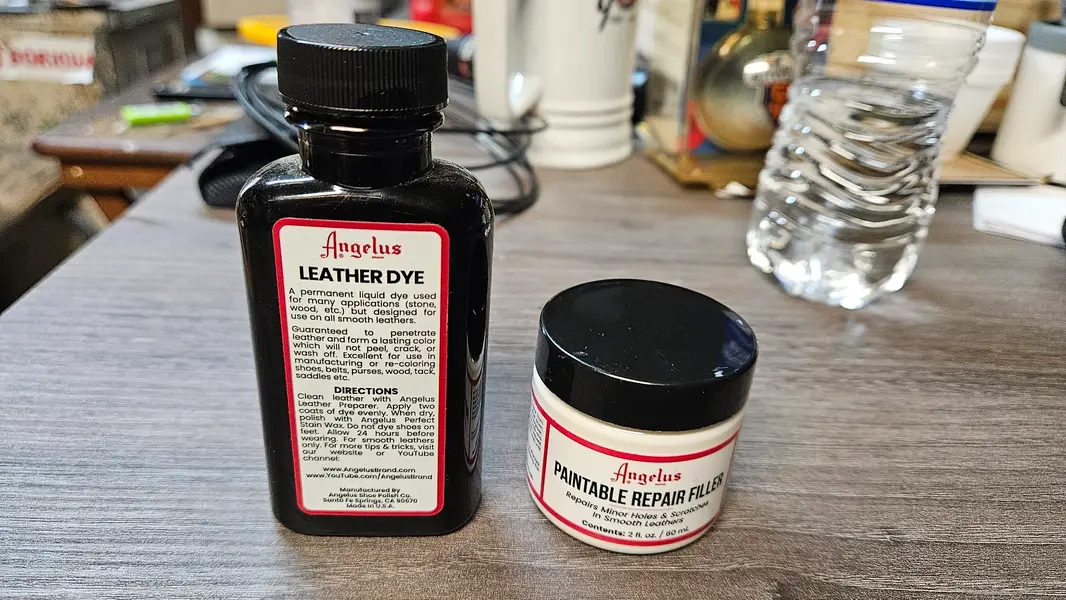 Angelus
BRAND
LEATHER DYE
A permanent liquid dye used
for many applications (stone,
wood, etc.) but designed for
use on all smooth leathers.
Guaranteed to penetrate
leather and form a lasting color
which will not peel, crack, or
wash off. Excellent for use in
manufacturing or re-coloring
shoes, belts, purses, wood, tack,
saddles etc.
DIRECTIONS
Clean leather with Angelus
Leather Preparer. Apply two
coats of dye evenly. When dry,
polish with Angelus Perfect
Stain Wax. Do not dye shoes on
feet. Allow 24 hours before
wearing. For smooth leathers
only. For more tips & tricks, visit
our website or YouTube
channel:
www.AngelusBrand.com
www.YouTube.com/AngelusBrand
Manufactured By
Angelus Shoe Polish Co.
Santa Fe Springs, CA 90670
Made in U.S.A.
Angelus
BRAND
PAINTABLE REPAIR FILLER
Repairs Minor Holes & Scratches
In Smooth Leathers
Contents: 2 fl. oz. / 60 mL